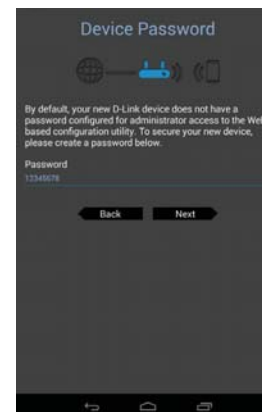 Device Password
By default, your new D-Link device does not have a
password configured for administrator access to the Web
based configuration utility. To secure your new device,
please create a password below.
Password
12345678
Back Next